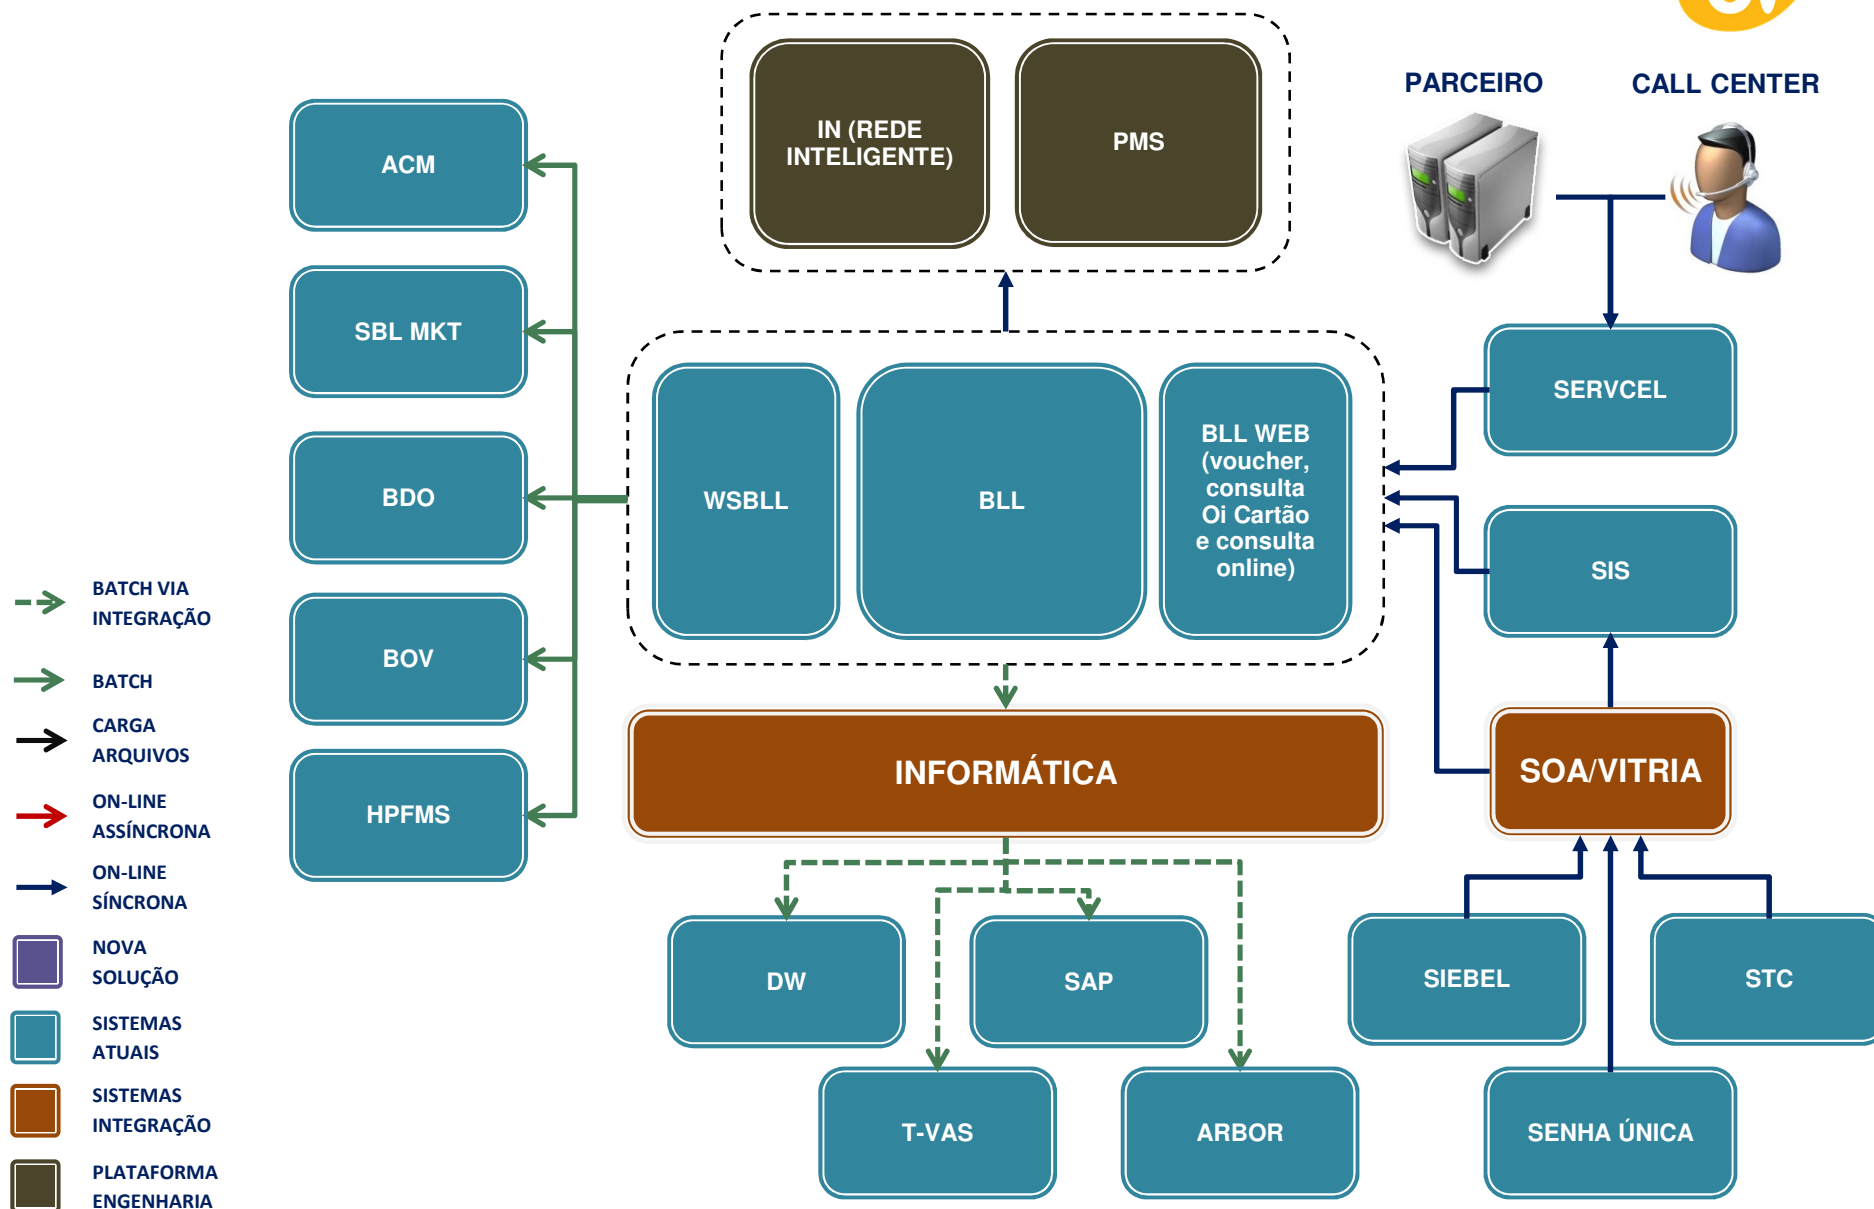 PARCEIRO
CALL CENTER
IN (REDE
INTELIGENTE)
PMS
ACM
SBL MKT
BDO
BOV
HPFMS
WSBLL
BLL
BLL WEB
(voucher,
consulta
Oi Cartão
e consulta
online)
SERVCEL
SIS
INFORMÁTICA
SOA/VITRIA
DW
SAP
T-VAS
ARBOR
SIEBEL
STC
SENHA ÚNICA
BATCH VIA
INTEGRAÇÃO
BATCH
CARGA
ARQUIVOS
ON-LINE
ASSÍNCRONA
ON-LINE
SÍNCRONA
NOVA
SOLUÇÃO
SISTEMAS
ATUAIS
SISTEMAS
INTEGRAÇÃO
PLATAFORMA
ENGENHARIA